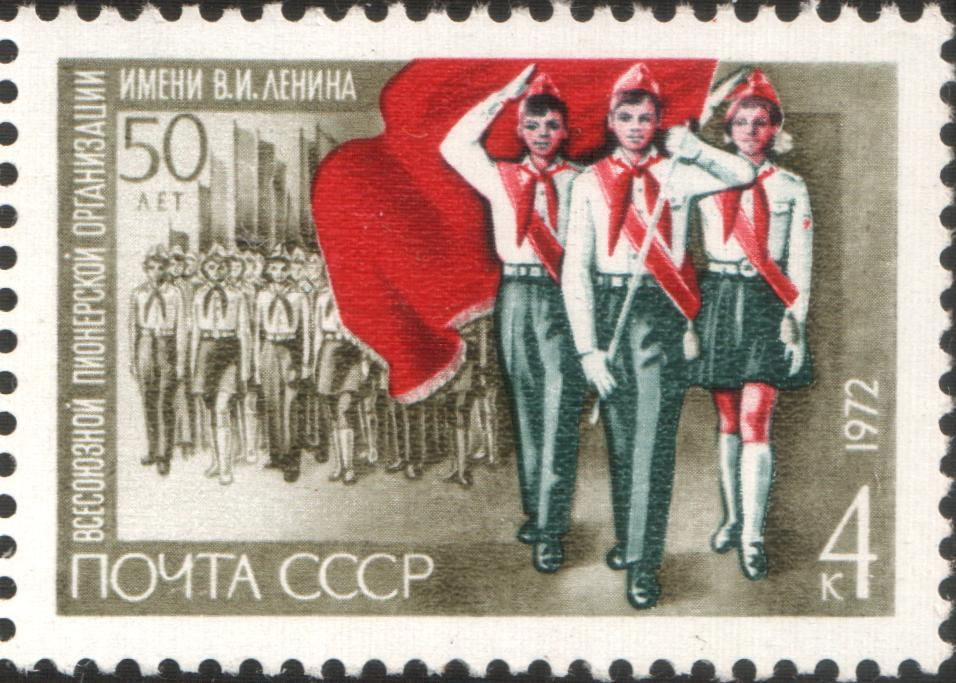 50
ЛЕТ
ВСЕСОЮЗНОЙ ПИОНЕРСКОЙ ОРГАНИЗАЦИИ
ИМЕНИ В.И. ЛЕНИНА
1972
4
К
ПОЧТА СССР